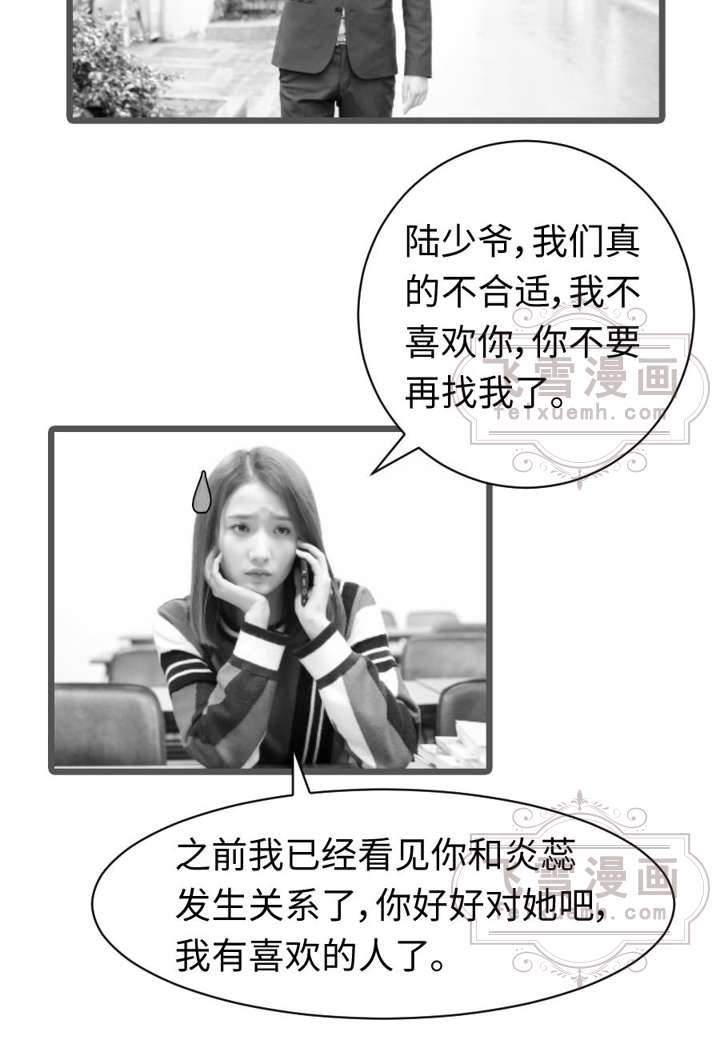 陆少爷，我们真
的不合适，我不
喜欢你，你不要
再找我了。
飞雪漫画
feixuemh.com
之前我已经看见你和炎蕊
发生关系了，你好好对她吧，
我有喜欢的人了。
飞雪漫画
feixuemh.com